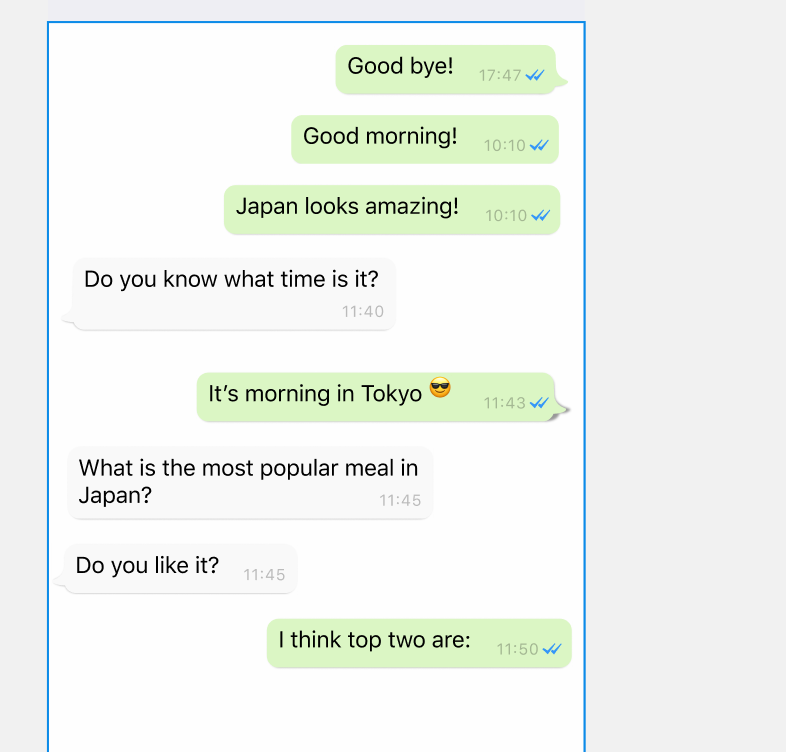 Good bye! 17:47
Good morning! 10:10
Japan looks amazing! 10:10
Do you know what time is it?
11:40
It's morning in Tokyo 😎 11:43
What is the most popular meal in
Japan? 11:45
Do you like it? 11:45
I think top two are: 11:50